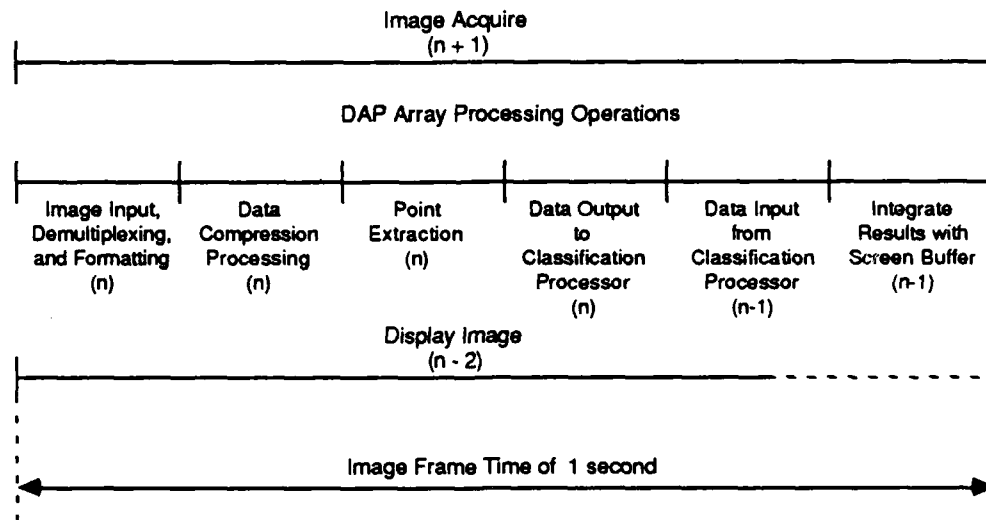 Image Acquire
(n + 1)
DAP Array Processing Operations
Image Input,
Demultiplexing,
and Formatting
(n)
Data
Compression
Processing
(n)
Point
Extraction
(n)
Data Output
to
Classification
Processor
(n)
Data Input
from
Classification
Processor
(n-1)
Integrate
Results with
Screen Buffer
(n-1)
Display Image
(n - 2)
Image Frame Time of 1 second